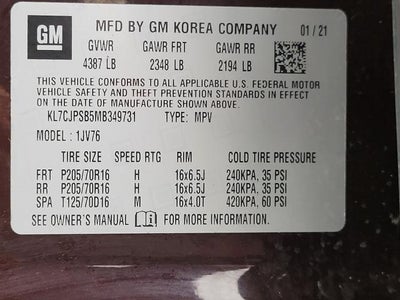 GM
MFD BY GM KOREA COMPANY 01 / 21
GVWR GAWR FRT GAWR RR
4387 LB 2348 LB 2194 LB
THIS VEHICLE CONFORMS TO ALL APPLICABLE U.S. FEDERAL MOTOR
VEHICLE SAFETY AND THEFT PREVENTION STANDARDS IN EFFECT ON
THE DATE OF MANUFACTURE SHOWN ABOVE.
KL7CJPSB5MB349731 TYPE: MPV
MODEL : 1JV76
TIRE SIZE SPEED RTG RIM COLD TIRE PRESSURE
FRT P205/70R16 H 16x6.5J 240KPA, 35 PSI
RR P205/70R16 H 16x6.5J 240KPA, 35 PSI
SPA T125/70D16 M 16x4.0T 420KPA, 60 PSI
SEE OWNER'S MANUAL FOR MORE INFORMATION.